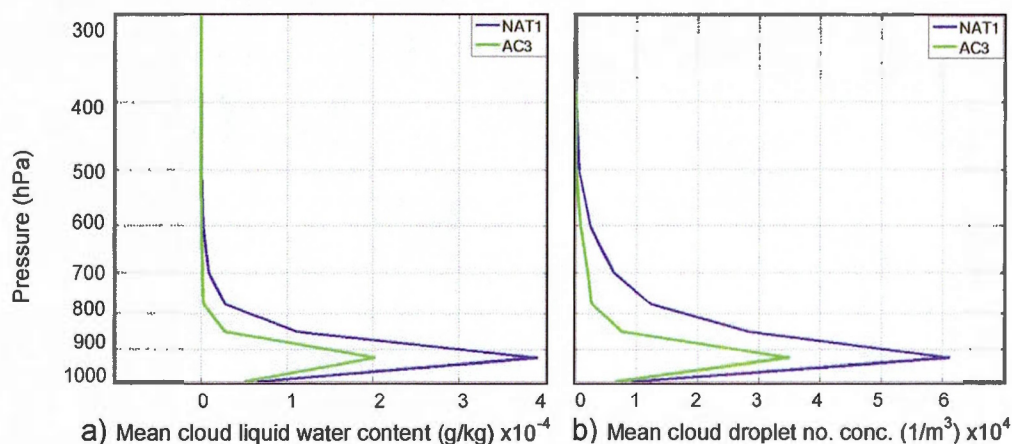 300
400
500
600
700
800
900
1000
Pressure (hPa)
NAT1
AC3
0 1 2 3 4
a) Mean cloud liquid water content (g/kg) x10⁻⁴
NAT1
AC3
0 1 2 3 4 5 6
b) Mean cloud droplet no. conc. (1/m³) x10⁴